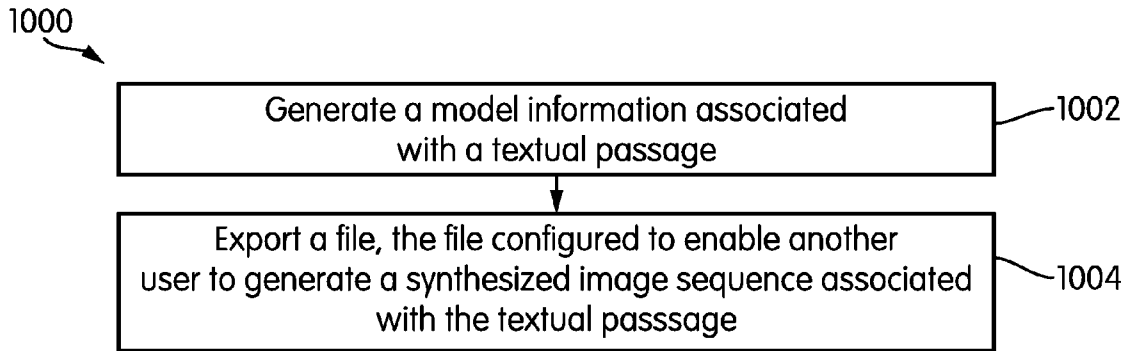 1000
Generate a model information associated
with a textual passage
1002
Export a file, the file configured to enable another
user to generate a synthesized image sequence associated
with the textual passsage
1004